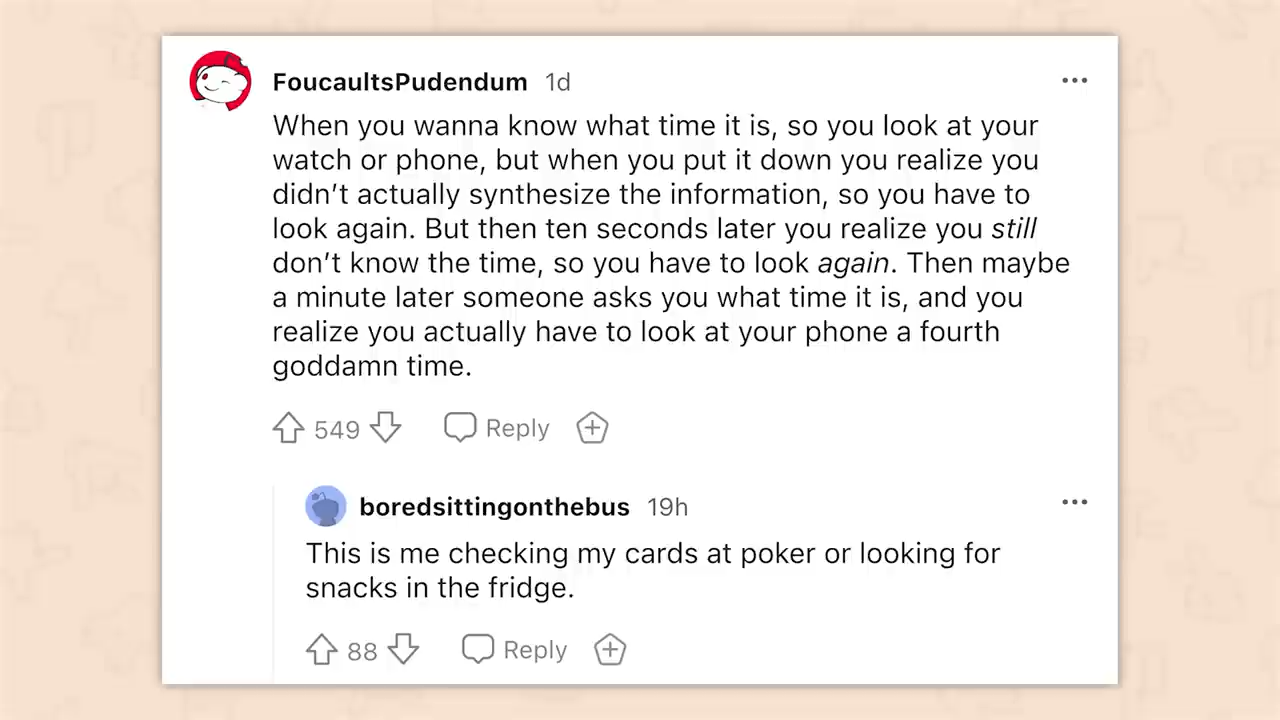 FoucaultsPudendum 1d
When you wanna know what time it is, so you look at your
watch or phone, but when you put it down you realize you
didn’t actually synthesize the information, so you have to
look again. But then ten seconds later you realize you still
don’t know the time, so you have to look again. Then maybe
a minute later someone asks you what time it is, and you
realize you actually have to look at your phone a fourth
goddamn time.
549 Reply
boredsittingonthebus 19h
This is me checking my cards at poker or looking for
snacks in the fridge.
88 Reply